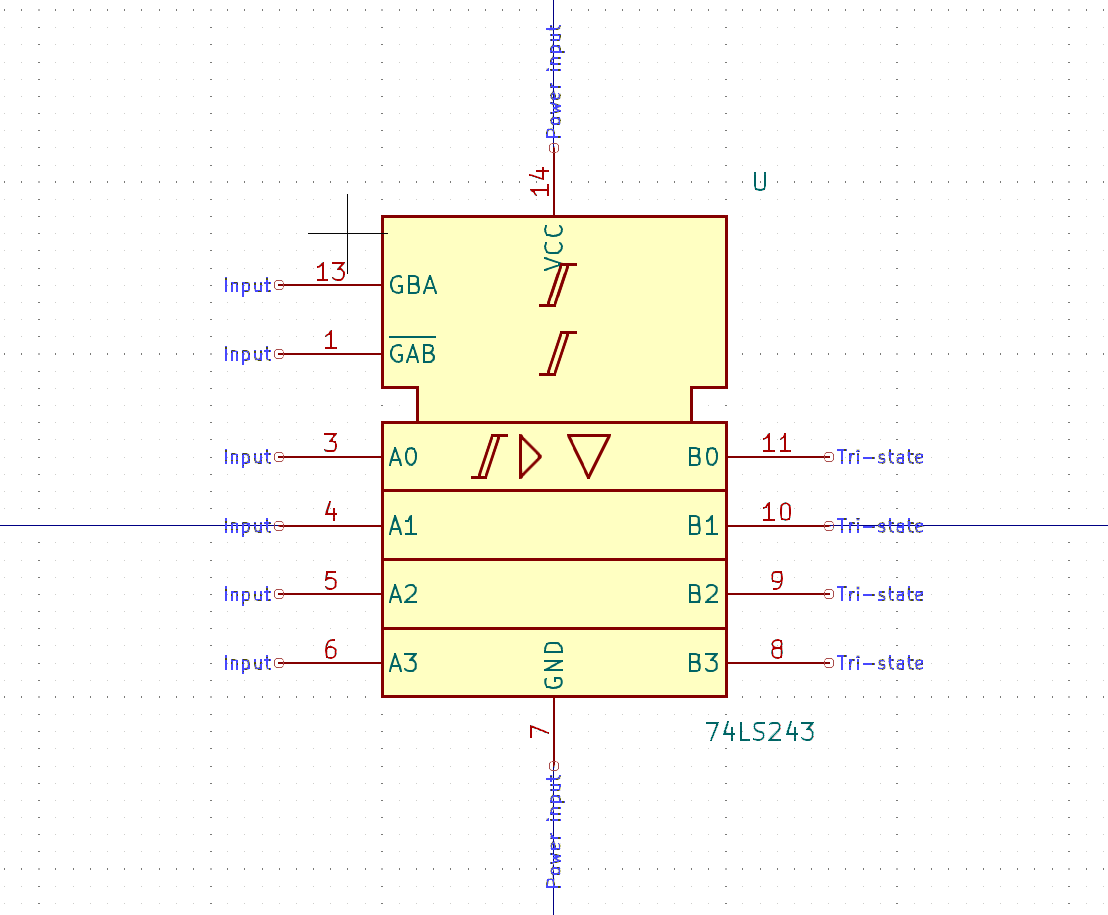 Power input
14
U
VCC
Input 13 GBA
Input 1 GAB
Input 3 A0 B0 11 Tri-state
Input 4 A1 B1 10 Tri-state
Input 5 A2 B2 9 Tri-state
Input 6 A3 B3 8 Tri-state
GND
7
74LS243
Power input